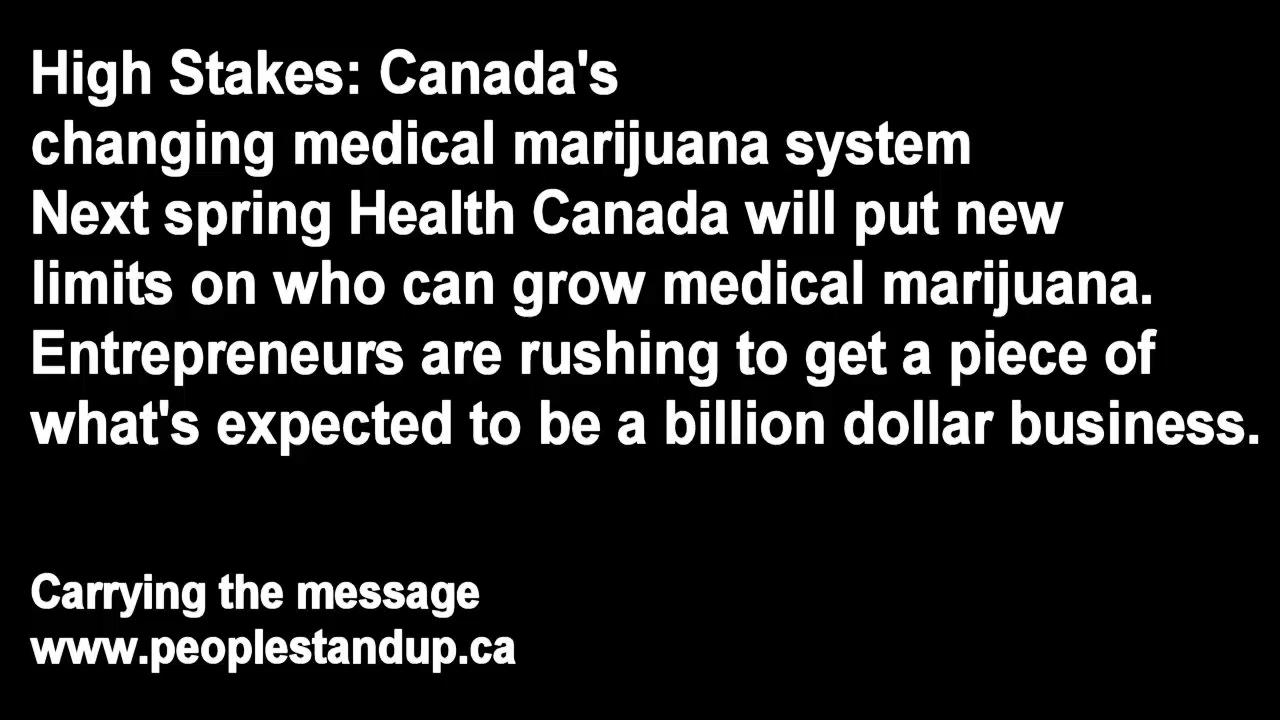 High Stakes: Canada's
changing medical marijuana system
Next spring Health Canada will put new
limits on who can grow medical marijuana.
Entrepreneurs are rushing to get a piece of
what's expected to be a billion dollar business.
Carrying the message
www.peoplestandup.ca